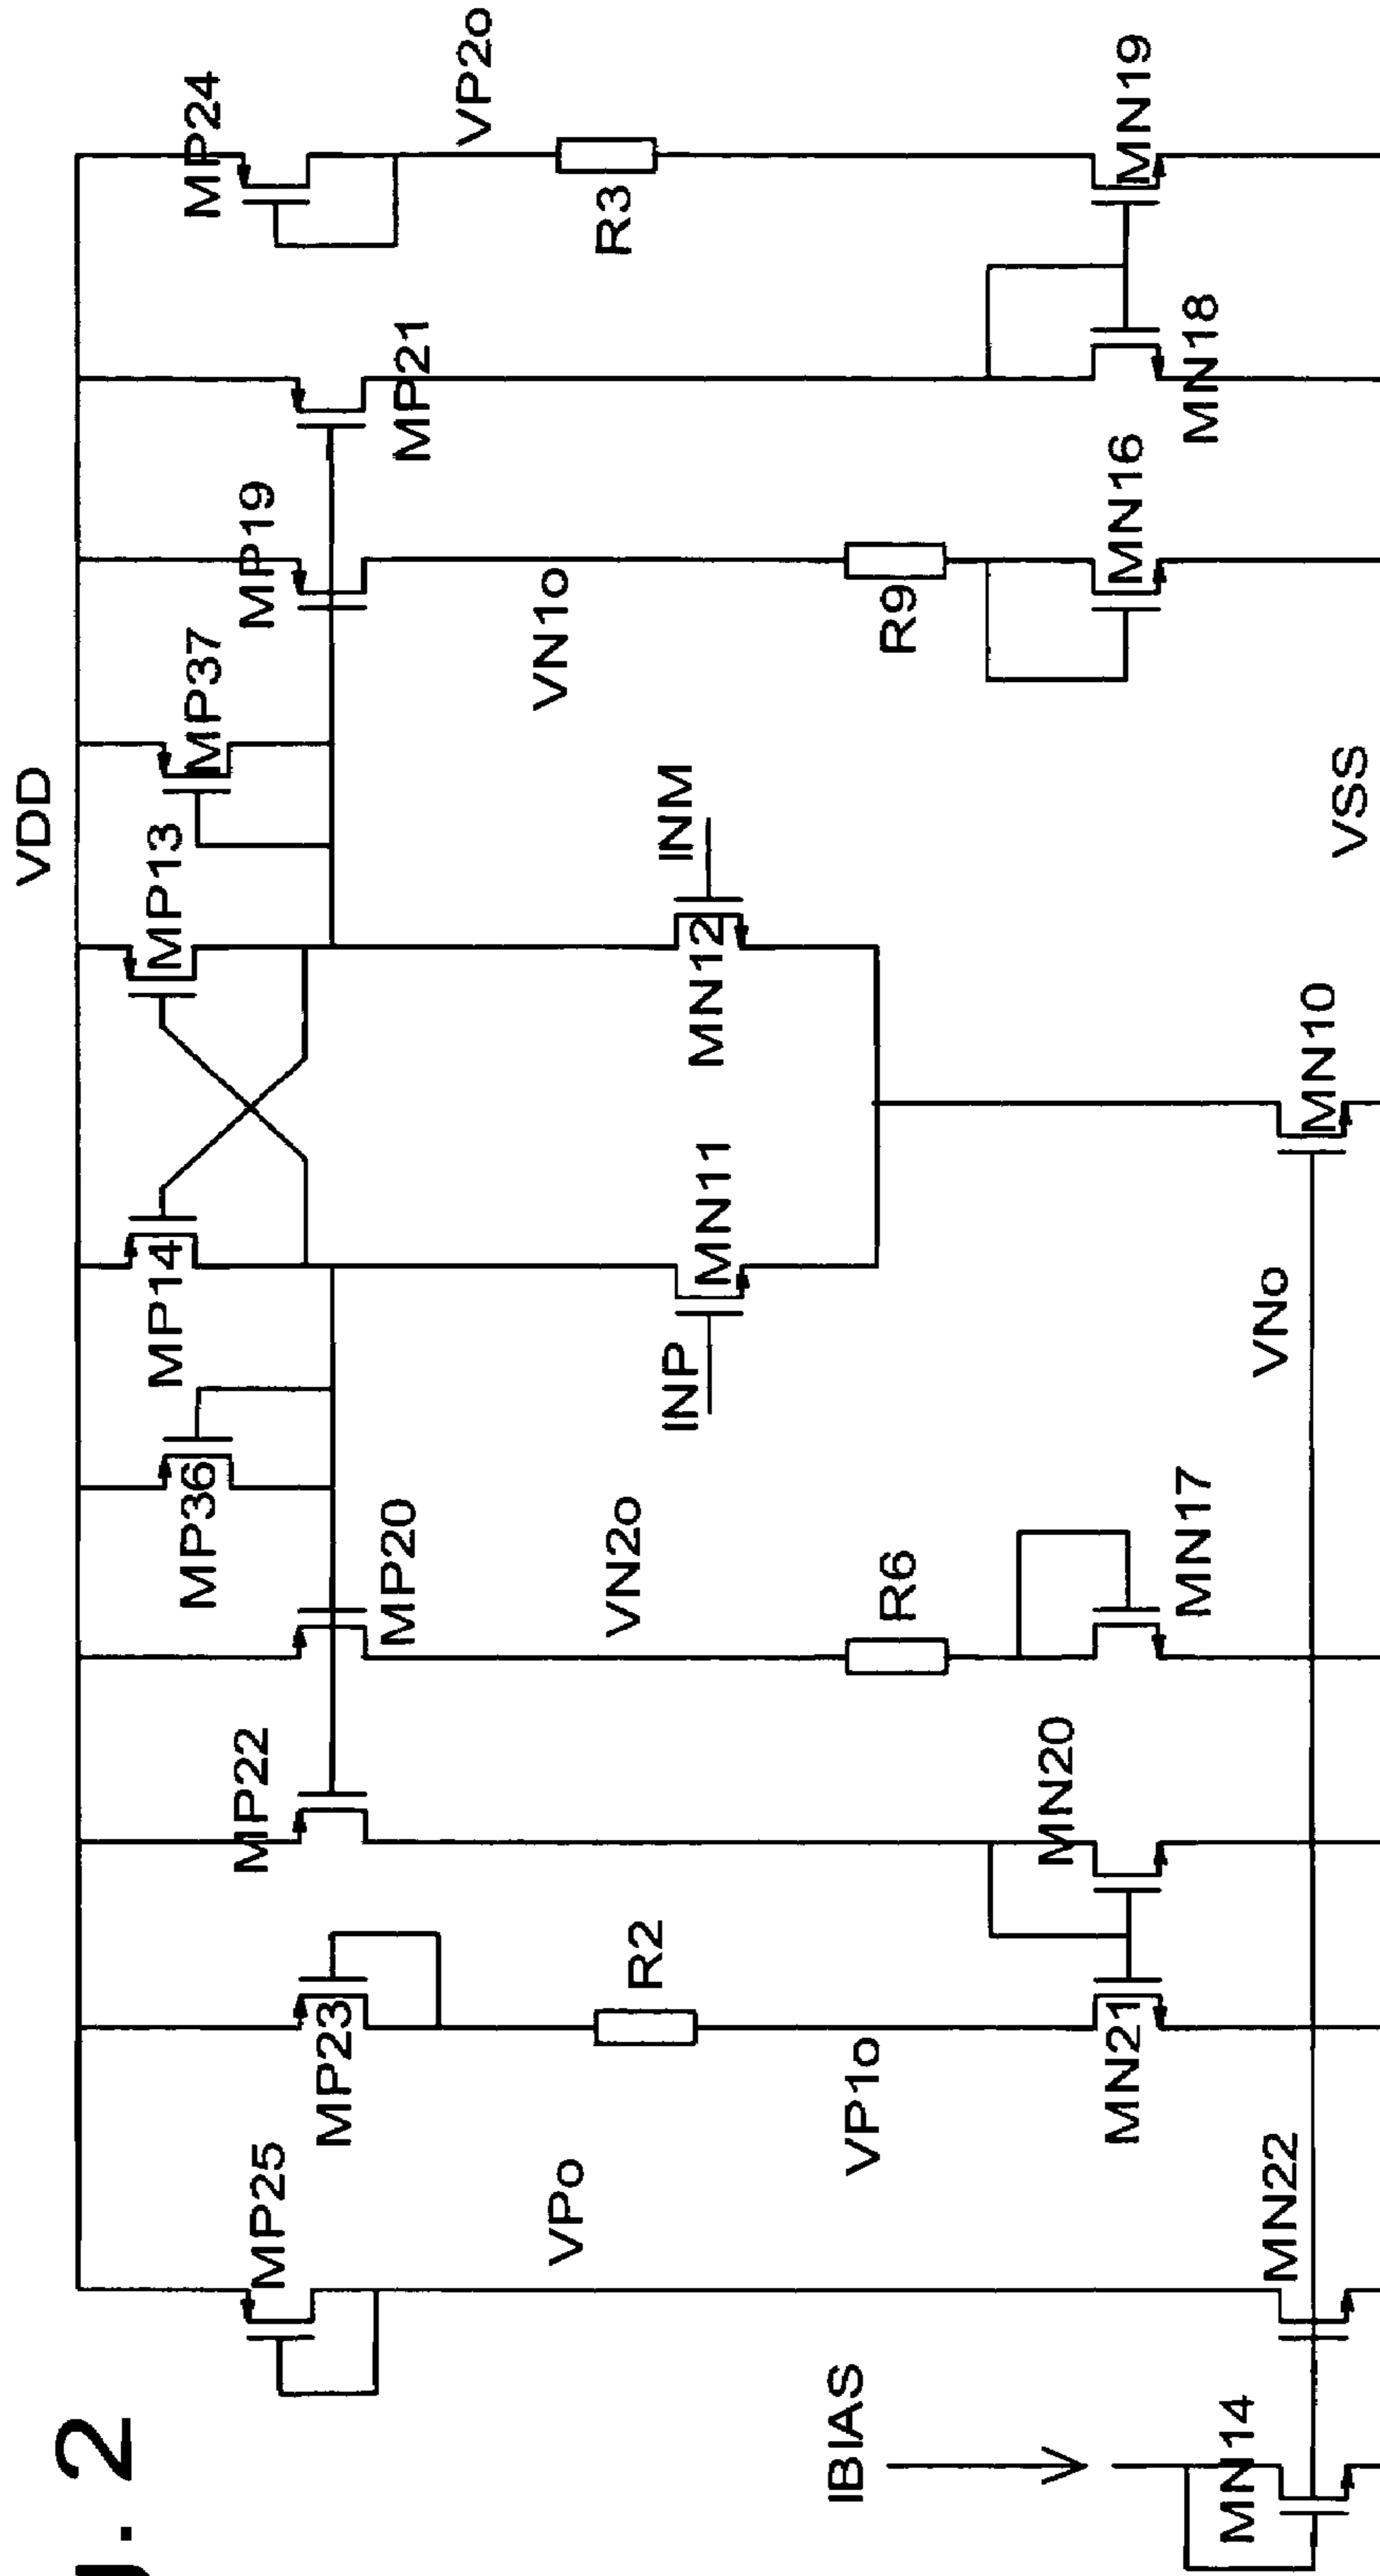 VDD
MP25
MP23
MP22
MP36
MP14
MP20
MP13
MP37
MP19
MP21
MP24
VPo
R2
VP1o
VN2o
R6
INP
MN11
MN12
INM
VN1o
R9
VP2o
R3
IBIAS
MN14
MN22
MN21
MN20
MN17
VNo
MN10
MN16
MN18
MN19
VSS
. 2